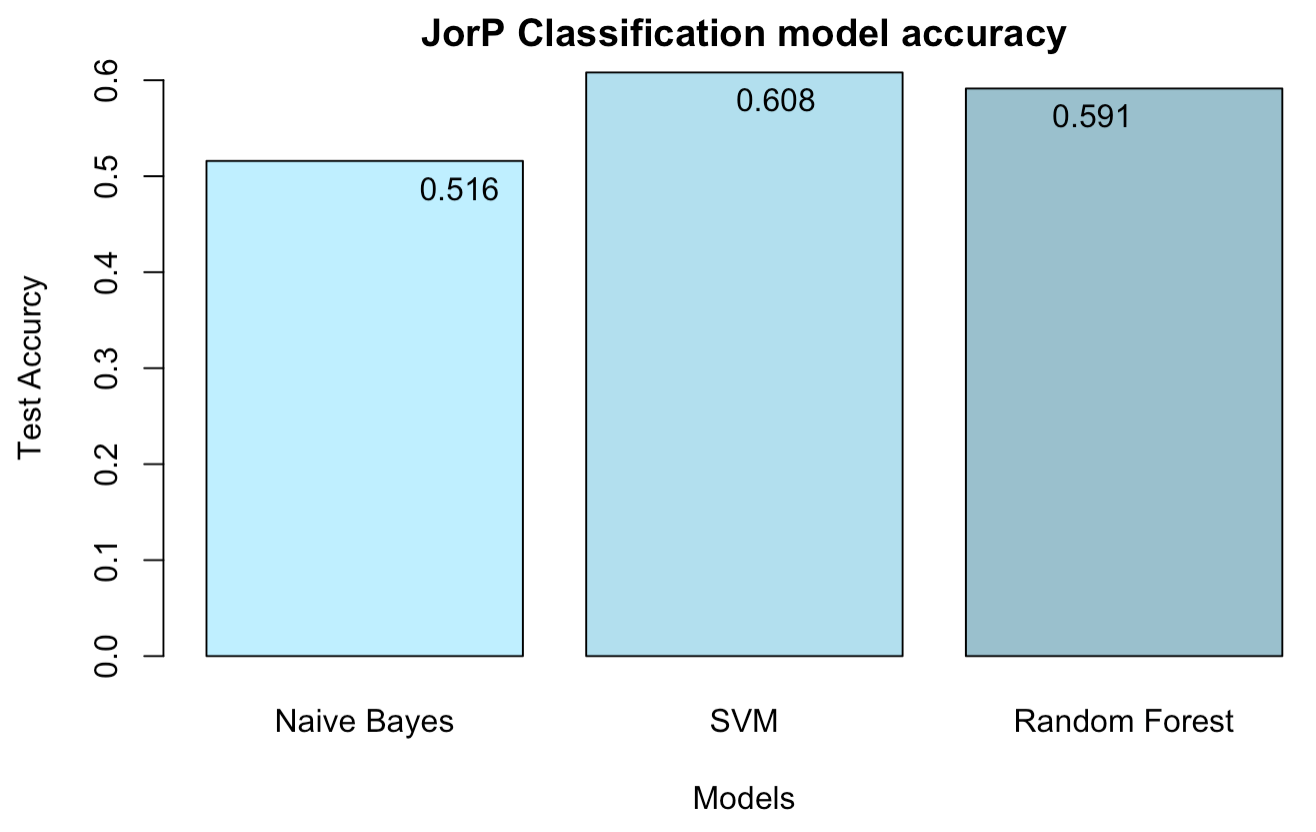 JorP Classification model accuracy
Test Accurcy
0.6
0.5
0.4
0.3
0.2
0.1
0.0
0.516
0.608
0.591
Naive Bayes
SVM
Random Forest
Models